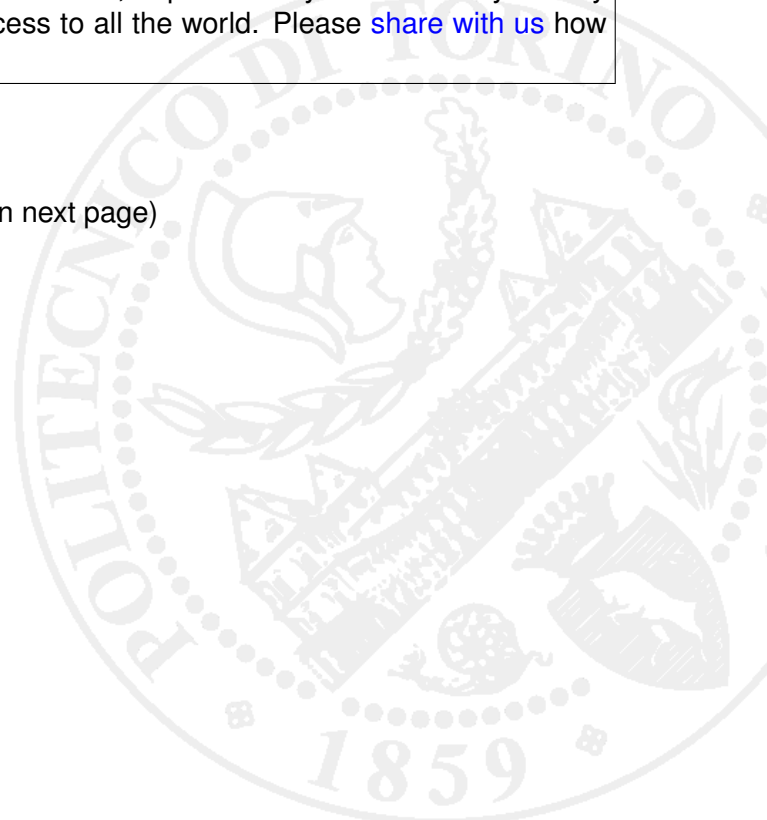 cess to all the world. Please share with us how
n next page)
POLITECNICO DI TORINO
1859